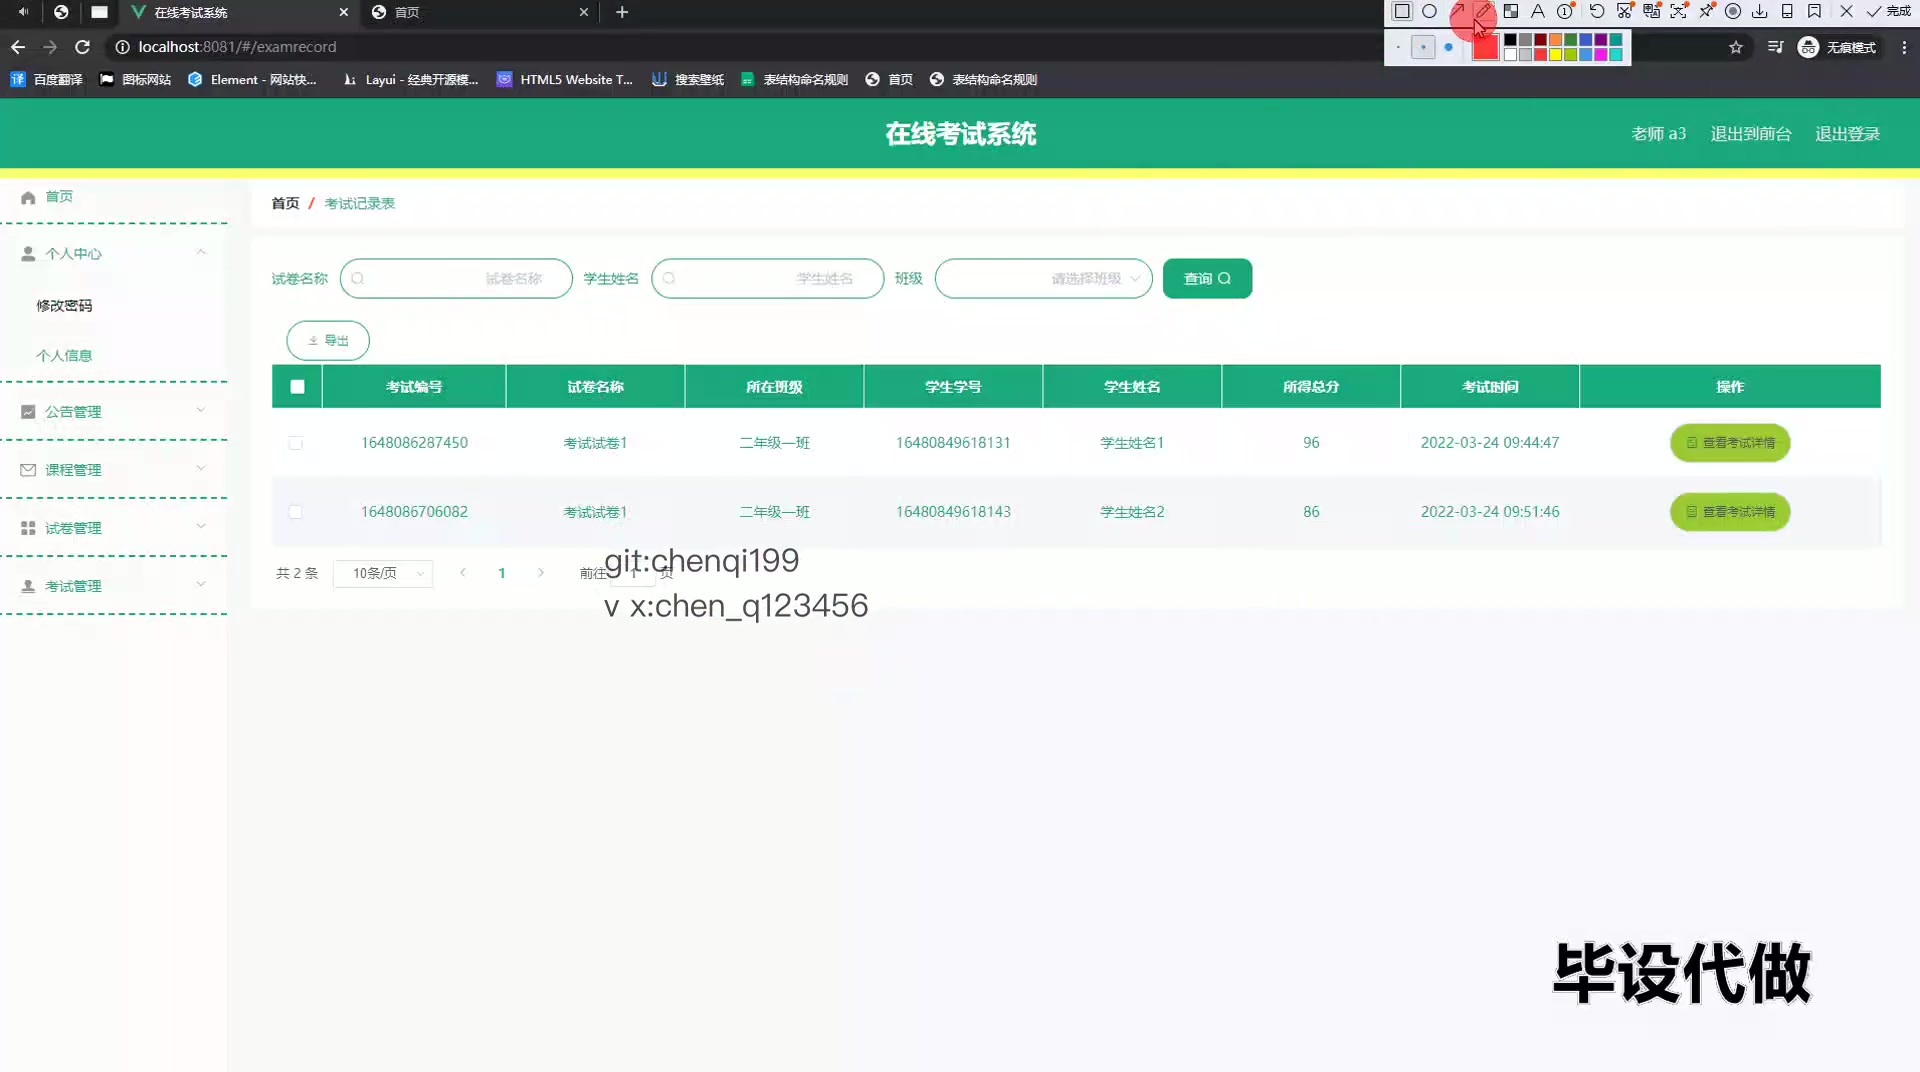 在线考试系统
首页
完成
localhost:8081/#/examrecord
无痕模式
译 百度翻译
图标网站
Element - 网站快...
Layui - 经典开源模...
HTML5 Website T...
搜索壁纸
表结构命名规则
首页
表结构命名规则
在线考试系统
老师 a3
退出到前台
退出登录
首页
个人中心
修改密码
个人信息
公告管理
课程管理
试卷管理
考试管理
首页 / 考试记录表
试卷名称 试卷名称 学生姓名 学生姓名 班级 请选择班级 查询
导出
考试编号 试卷名称 所在班级 学生学号 学生姓名 所得总分 考试时间 操作
1648086287450 考试试卷1 二年级一班 16480849618131 学生姓名1 96 2022-03-24 09:44:47 查看考试详情
1648086706082 考试试卷1 二年级一班 16480849618143 学生姓名2 86 2022-03-24 09:51:46 查看考试详情
共 2 条 10条/页 1 前往 1 页
git:chenqi199
v x:chen_q123456
毕设代做